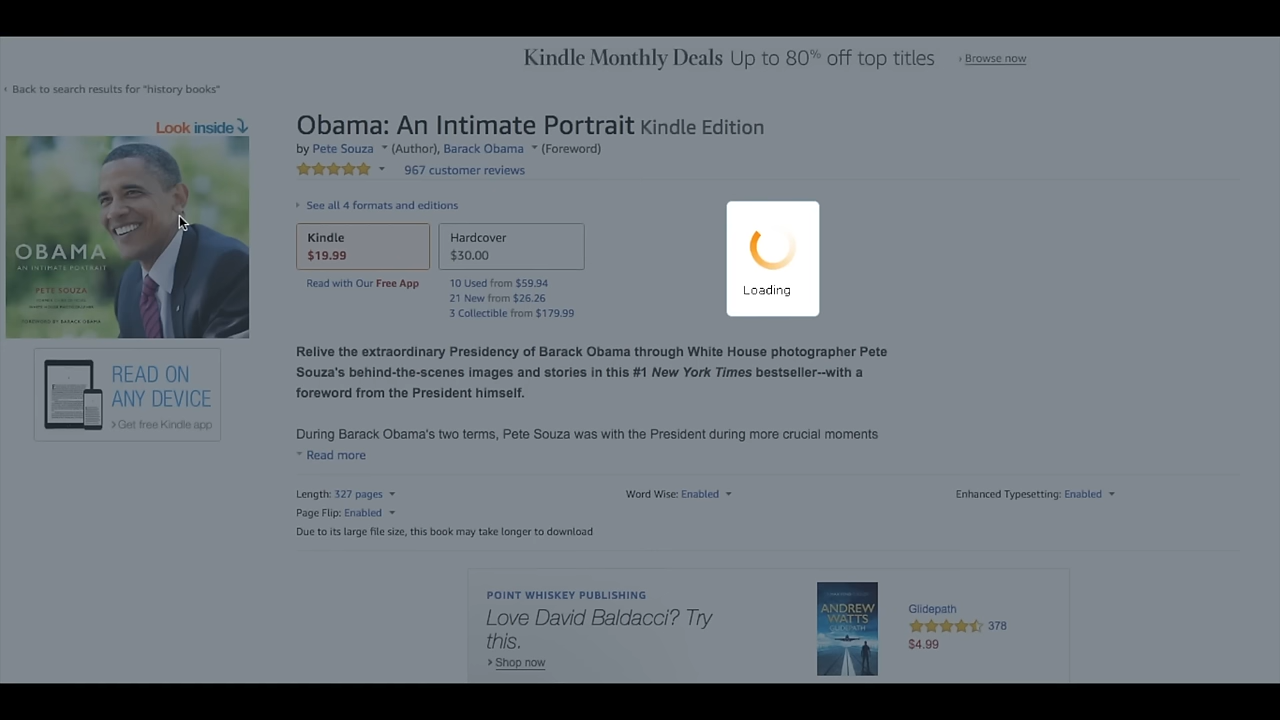 Kindle Monthly Deals Up to 80% off top titles › Browse now
‹ Back to search results for "history books"
Look inside
OBAMA
AN INTIMATE PORTRAIT
PETE SOUZA
FOREWORD BY BARACK OBAMA
READ ON
ANY DEVICE
› Get free Kindle app
Obama: An Intimate Portrait Kindle Edition
by Pete Souza (Author), Barack Obama (Foreword)
967 customer reviews
See all 4 formats and editions
Kindle
$19.99
Read with Our Free App
Hardcover
$30.00
10 Used from $59.94
21 New from $26.26
3 Collectible from $179.99
Loading
Relive the extraordinary Presidency of Barack Obama through White House photographer Pete
Souza's behind-the-scenes images and stories in this #1 New York Times bestseller--with a
foreword from the President himself.
During Barack Obama's two terms, Pete Souza was with the President during more crucial moments
Read more
Length: 327 pages
Word Wise: Enabled
Enhanced Typesetting: Enabled
Page Flip: Enabled
Due to its large file size, this book may take longer to download
POINT WHISKEY PUBLISHING
Love David Baldacci? Try
this.
› Shop now
ANDREW
WATTS
GLIDEPATH
Glidepath
378
$4.99